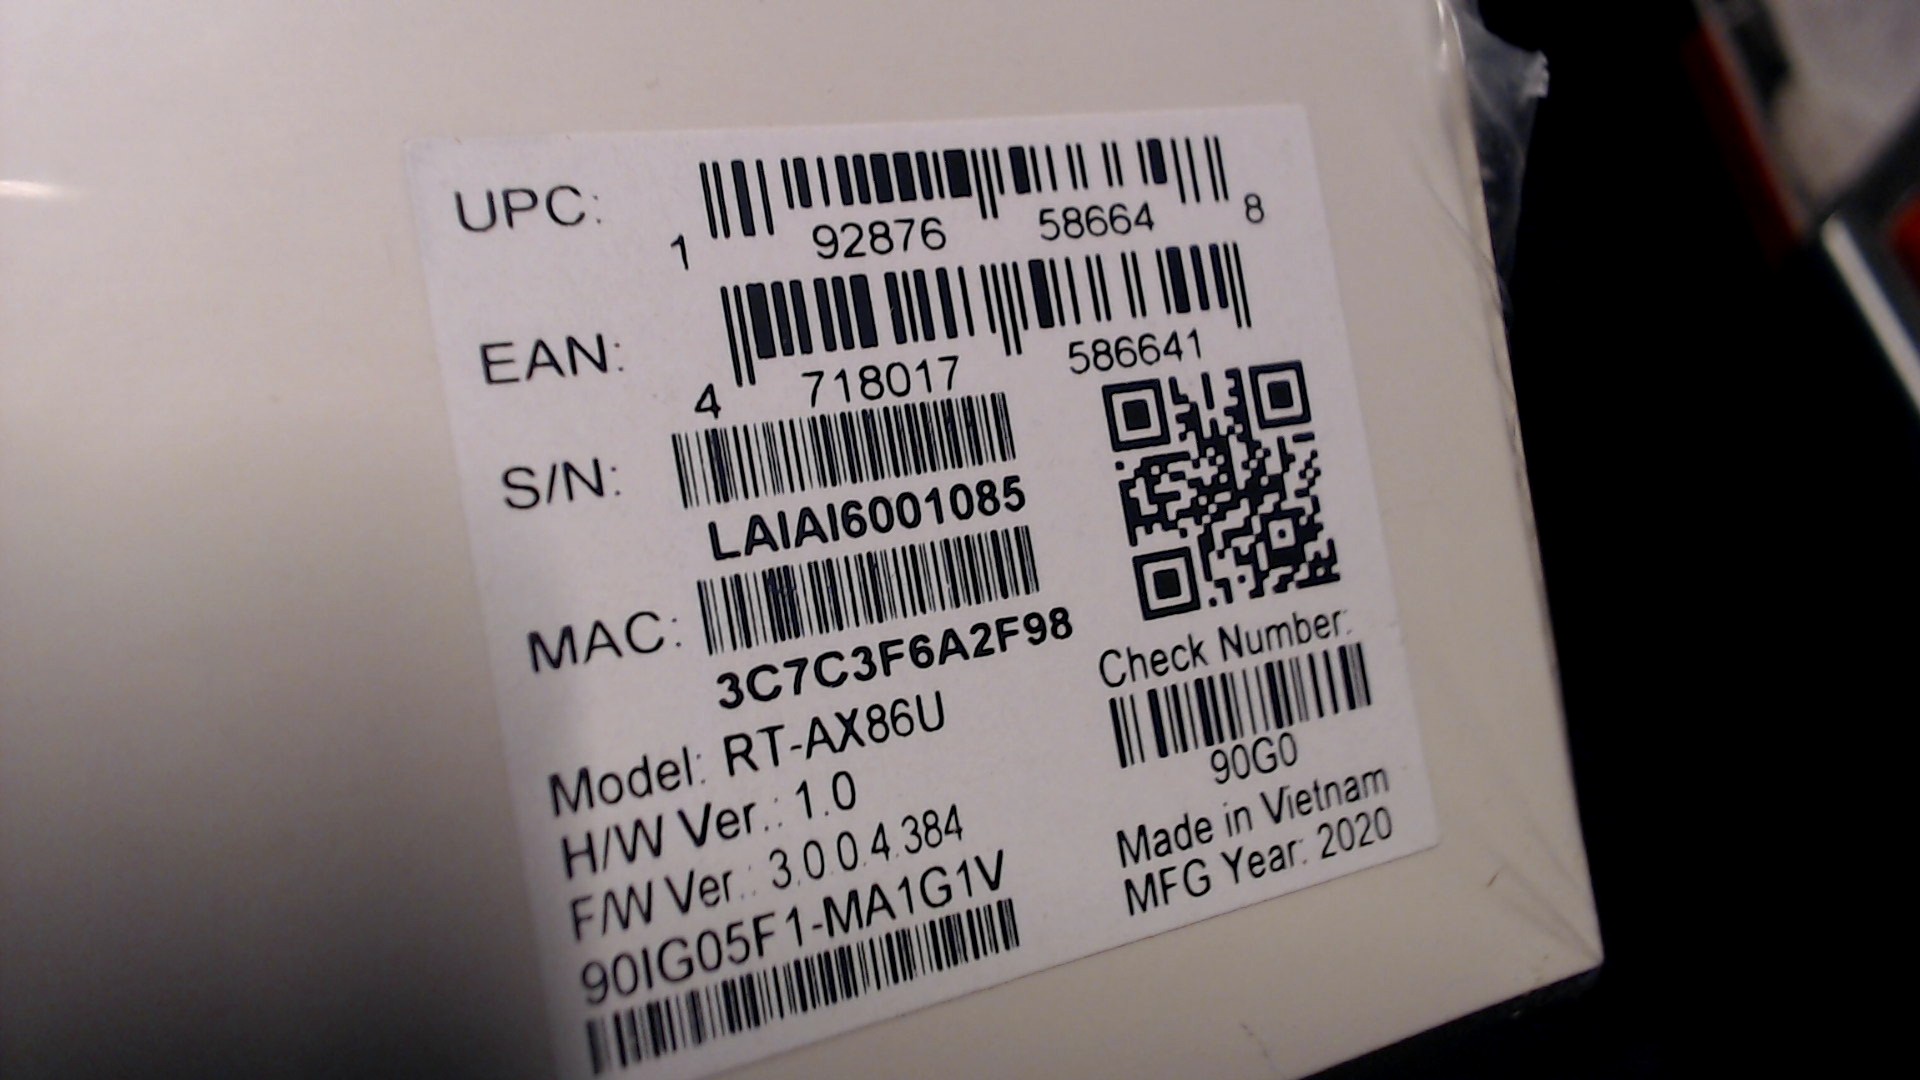 UPC: 1 92876 58664 8
EAN: 4 718017 586641
S/N: LAIAI6001085
MAC: 3C7C3F6A2F98
Model: RT-AX86U
H/W Ver.: 1.0
F/W Ver.: 3.0.0.4.384
90IG05F1-MA1G1V
Check Number:
90G0
Made in Vietnam
MFG Year: 2020